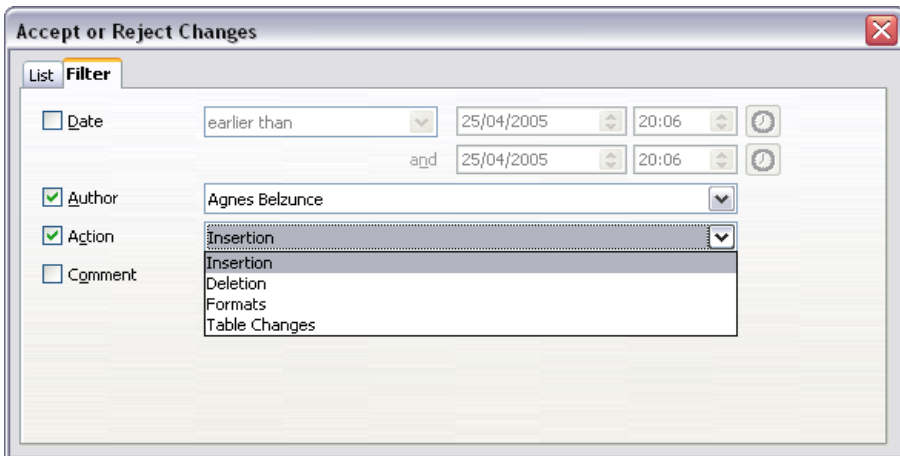 Accept or Reject Changes
List Filter
Date earlier than 25/04/2005 20:06
and 25/04/2005 20:06
Author Agnes Belzunce
Action Insertion
Insertion
Comment
Deletion
Formats
Table Changes